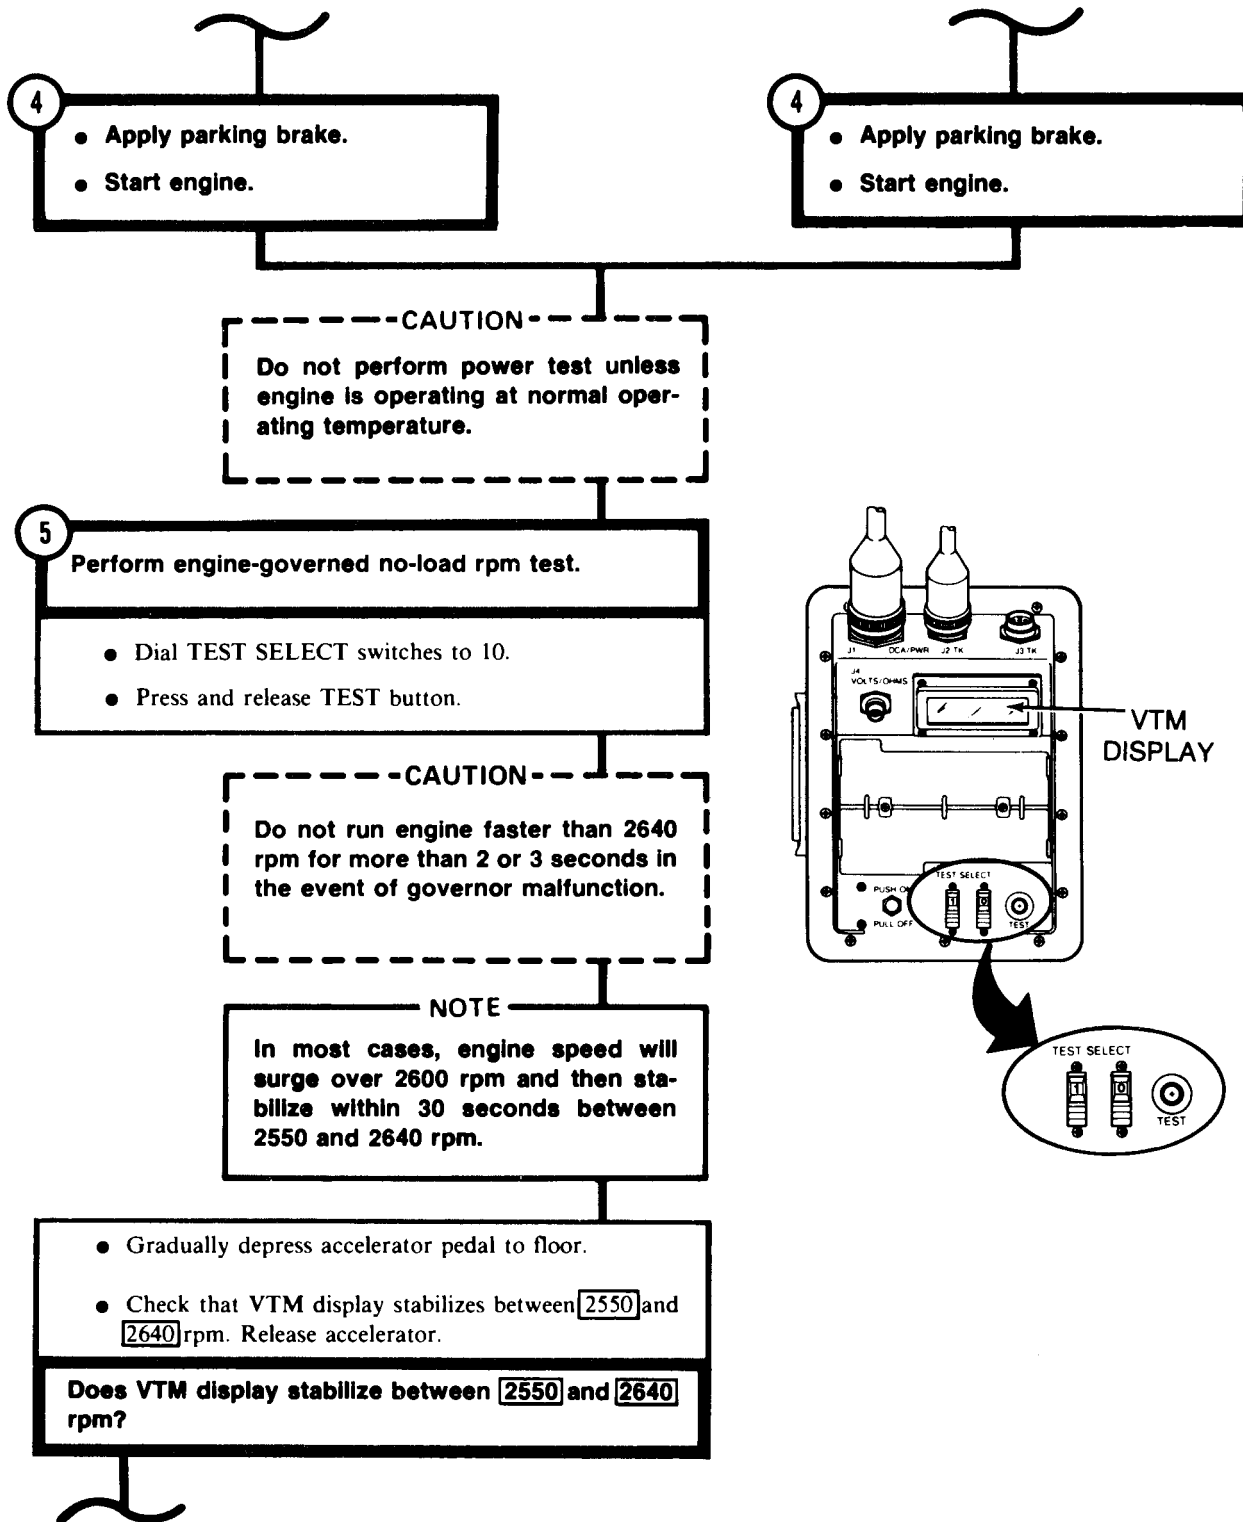 4
● Apply parking brake.
● Start engine.
4
● Apply parking brake.
● Start engine.
CAUTION
Do not perform power test unless
engine is operating at normal oper-
ating temperature.
5
Perform engine-governed no-load rpm test.
● Dial TEST SELECT switches to 10.
● Press and release TEST button.
CAUTION
Do not run engine faster than 2640
rpm for more than 2 or 3 seconds in
the event of governor malfunction.
NOTE
In most cases, engine speed will
surge over 2600 rpm and then sta-
bilize within 30 seconds between
2550 and 2640 rpm.
● Gradually depress accelerator pedal to floor.
● Check that VTM display stabilizes between 2550 and
2640 rpm. Release accelerator.
Does VTM display stabilize between 2550 and 2640
rpm?
J1 DCA/PWR J2 TK J3 TK
J4
VOLTS/OHMS
VTM
DISPLAY
TEST SELECT
PUSH ON
1 0
PULL OFF
TEST
TEST SELECT
1 0
TEST